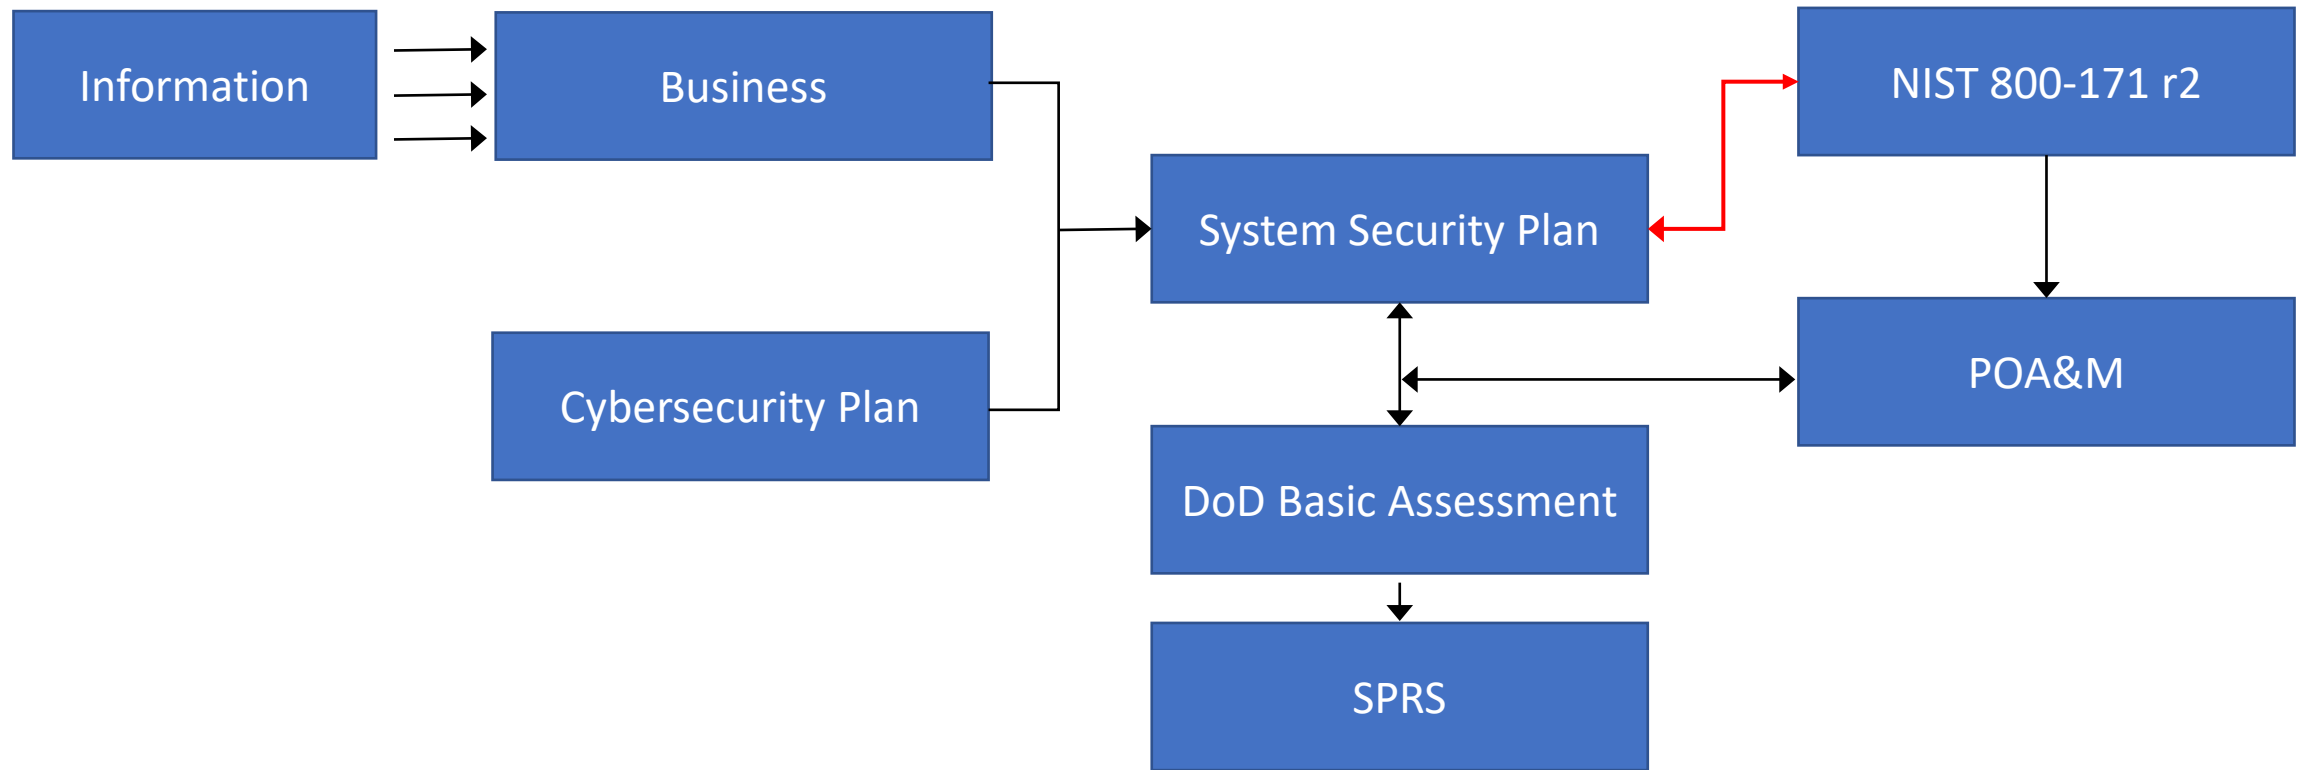 Information
Business
NIST 800-171 r2
System Security Plan
Cybersecurity Plan
POA&M
DoD Basic Assessment
SPRS